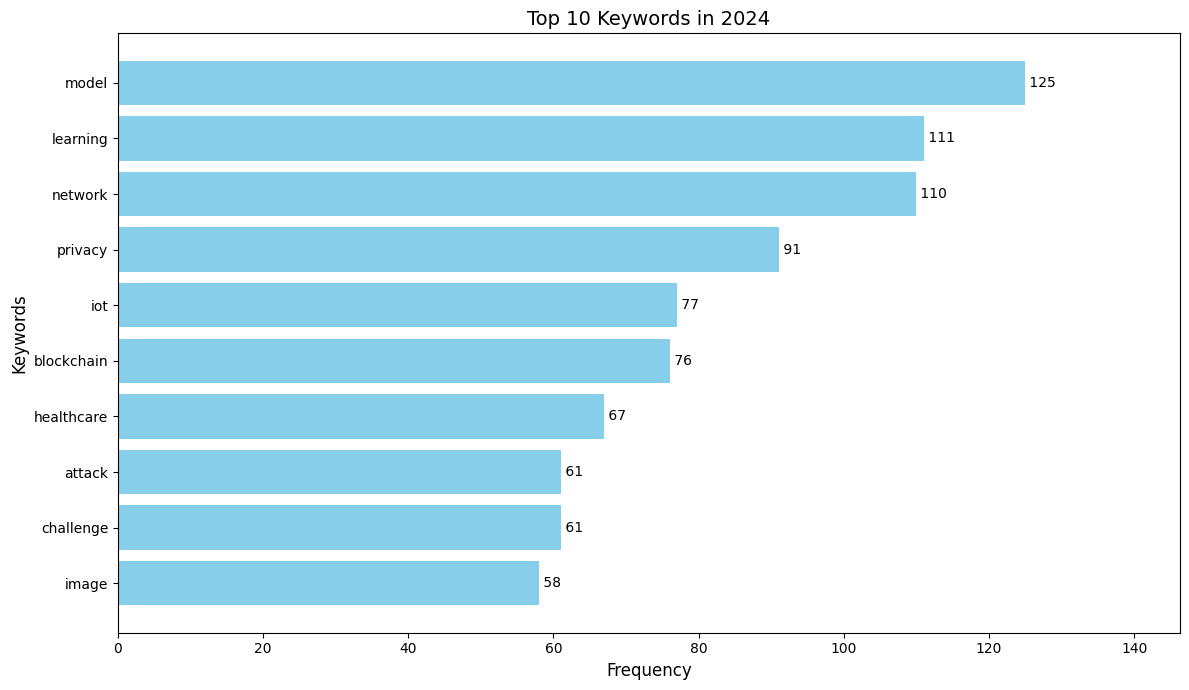 Top 10 Keywords in 2024
Keywords
model 125
learning 111
network 110
privacy 91
iot 77
blockchain 76
healthcare 67
attack 61
challenge 61
image 58
0 20 40 60 80 100 120 140
Frequency